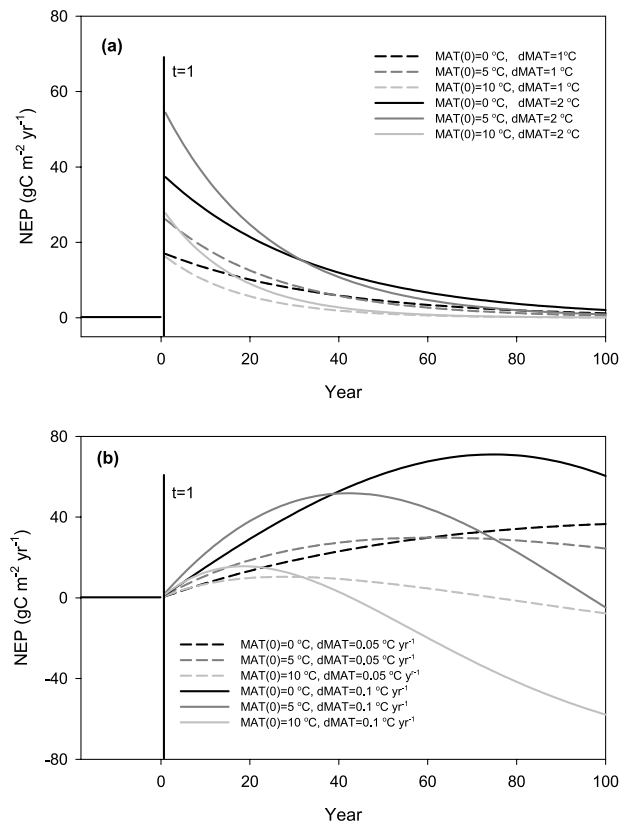 80
(a)
t=1
MAT(0)=0 °C, dMAT=1°C
MAT(0)=5 °C, dMAT=1 °C
MAT(0)=10 °C, dMAT=1 °C
MAT(0)=0 °C, dMAT=2 °C
MAT(0)=5 °C, dMAT=2 °C
MAT(0)=10 °C, dMAT=2 °C
60
40
20
0
NEP (gC m-2 yr-1)
0 20 40 60 80 100
Year
80
(b)
t=1
40
0
-40
-80
NEP (gC m-2 yr-1)
MAT(0)=0 °C, dMAT=0.05 °C yr-1
MAT(0)=5 °C, dMAT=0.05 °C yr-1
MAT(0)=10 °C, dMAT=0.05 °C y-1
MAT(0)=0 °C, dMAT=0.1 °C yr-1
MAT(0)=5 °C, dMAT=0.1 °C yr-1
MAT(0)=10 °C, dMAT=0.1 °C yr-1
0 20 40 60 80 100
Year